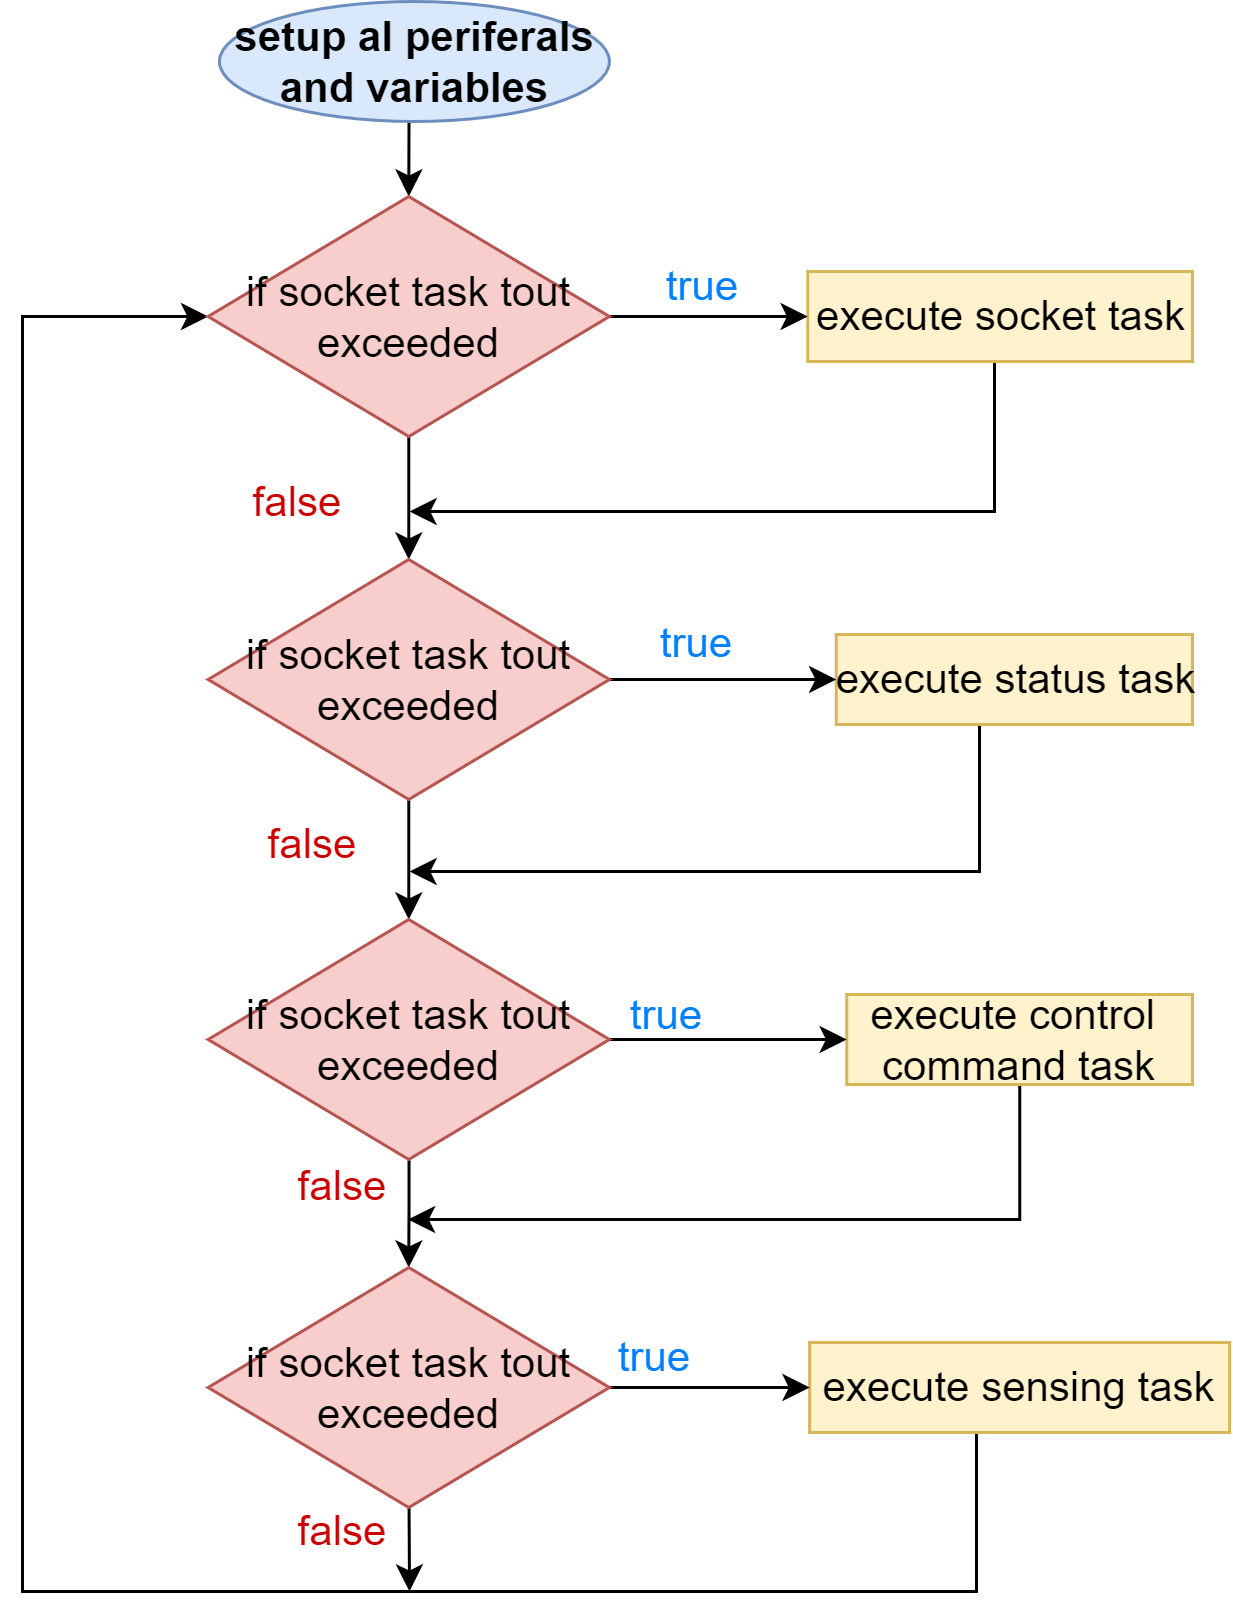 setup al periferals
and variables
if socket task tout
exceeded
true
execute socket task
false
if socket task tout
exceeded
true
execute status task
false
if socket task tout
exceeded
true
execute control
command task
false
if socket task tout
exceeded
true
execute sensing task
false